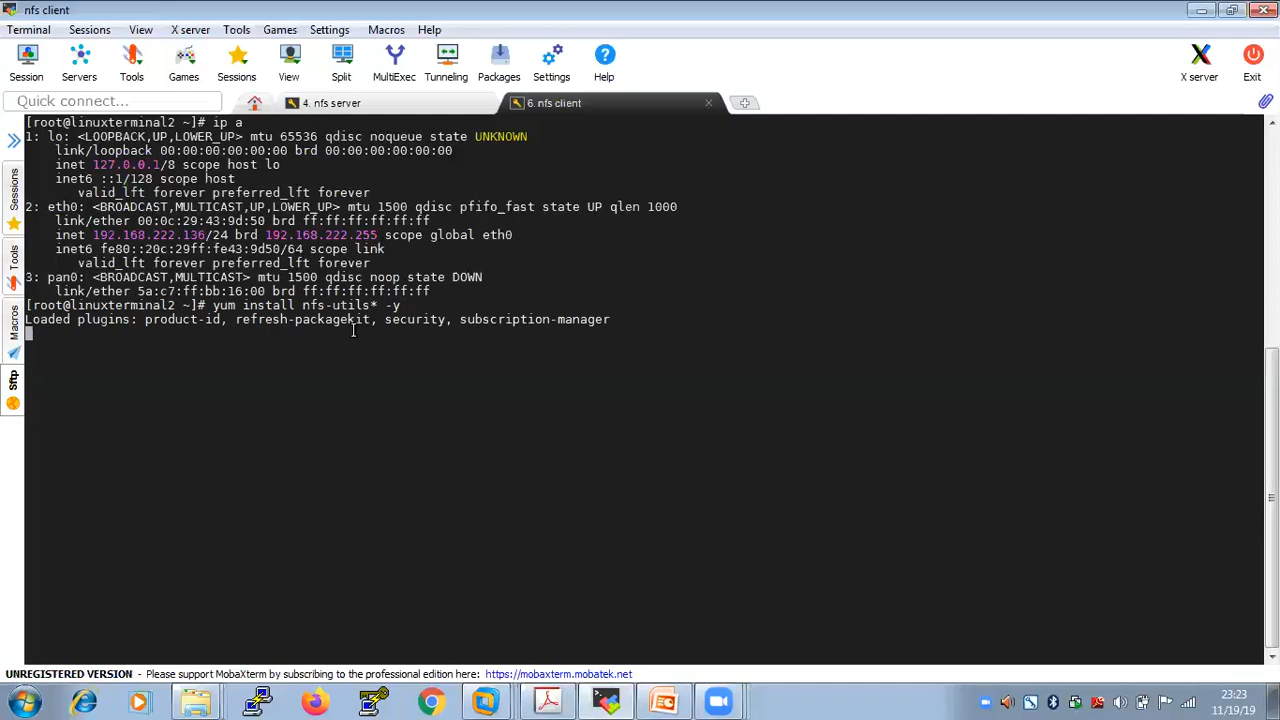 nfs client
Terminal Sessions View X server Tools Games Settings Macros Help
Session Servers Tools Games Sessions View Split MultiExec Tunneling Packages Settings Help X server Exit
Quick connect...
4. nfs server
6. nfs client
[root@linuxterminal2 ~]# ip a
1: lo: <LOOPBACK,UP,LOWER_UP> mtu 65536 qdisc noqueue state UNKNOWN
link/loopback 00:00:00:00:00:00 brd 00:00:00:00:00:00
inet 127.0.0.1/8 scope host lo
inet6 ::1/128 scope host
valid_lft forever preferred_lft forever
2: eth0: <BROADCAST,MULTICAST,UP,LOWER_UP> mtu 1500 qdisc pfifo_fast state UP qlen 1000
link/ether 00:0c:29:43:9d:50 brd ff:ff:ff:ff:ff:ff
inet 192.168.222.136/24 brd 192.168.222.255 scope global eth0
inet6 fe80::20c:29ff:fe43:9d50/64 scope link
valid_lft forever preferred_lft forever
3: pan0: <BROADCAST,MULTICAST> mtu 1500 qdisc noop state DOWN
link/ether 5a:c7:ff:bb:16:00 brd ff:ff:ff:ff:ff:ff
[root@linuxterminal2 ~]# yum install nfs-utils* -y
Loaded plugins: product-id, refresh-packagekit, security, subscription-manager
Sessions
Tools
Macros
Sftp
UNREGISTERED VERSION - Please support MobaXterm by subscribing to the professional edition here: https://mobaxterm.mobatek.net
23:23
11/19/19